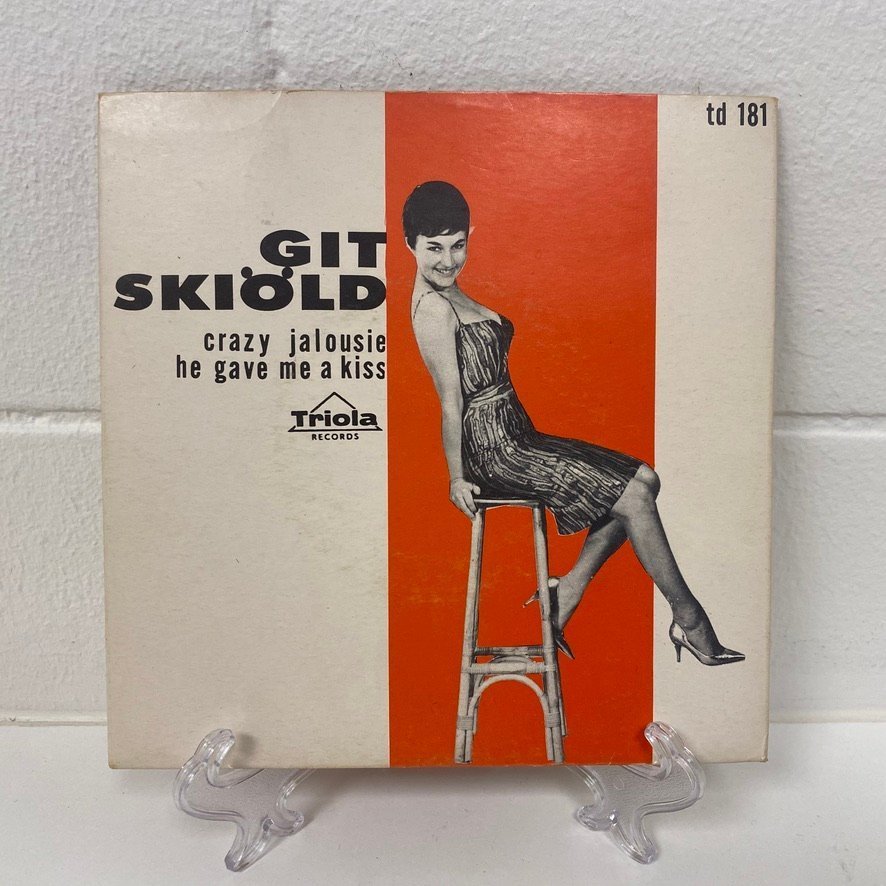 td 181
GIT
SKIÖLD
crazy jalousie
he gave me a kiss
Triola
RECORDS